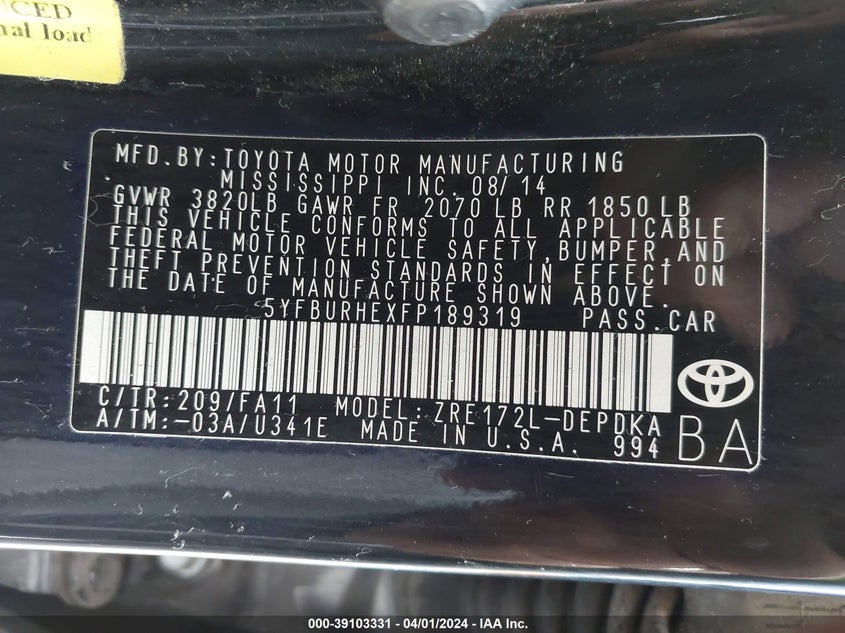 CED
nal load
MFD.BY:TOYOTA MOTOR MANUFACTURING
MISSISSIPPI INC. 08/14
GVWR 3820LB GAWR FR 2070 LB RR 1850 LB
THIS VEHICLE CONFORMS TO ALL APPLICABLE
FEDERAL MOTOR VEHICLE SAFETY,BUMPER,AND
THEFT PREVENTION STANDARDS IN EFFECT ON
THE DATE OF MANUFACTURE SHOWN ABOVE.
5YFBURHEXFP189319 PASS.CAR
C/TR:209/FA11 MODEL:ZRE172L-DEPDKA
A/TM:-03A/U341E MADE IN U.S.A. 994
BA
000-39103331 - 04/01/2024 - IAA Inc.